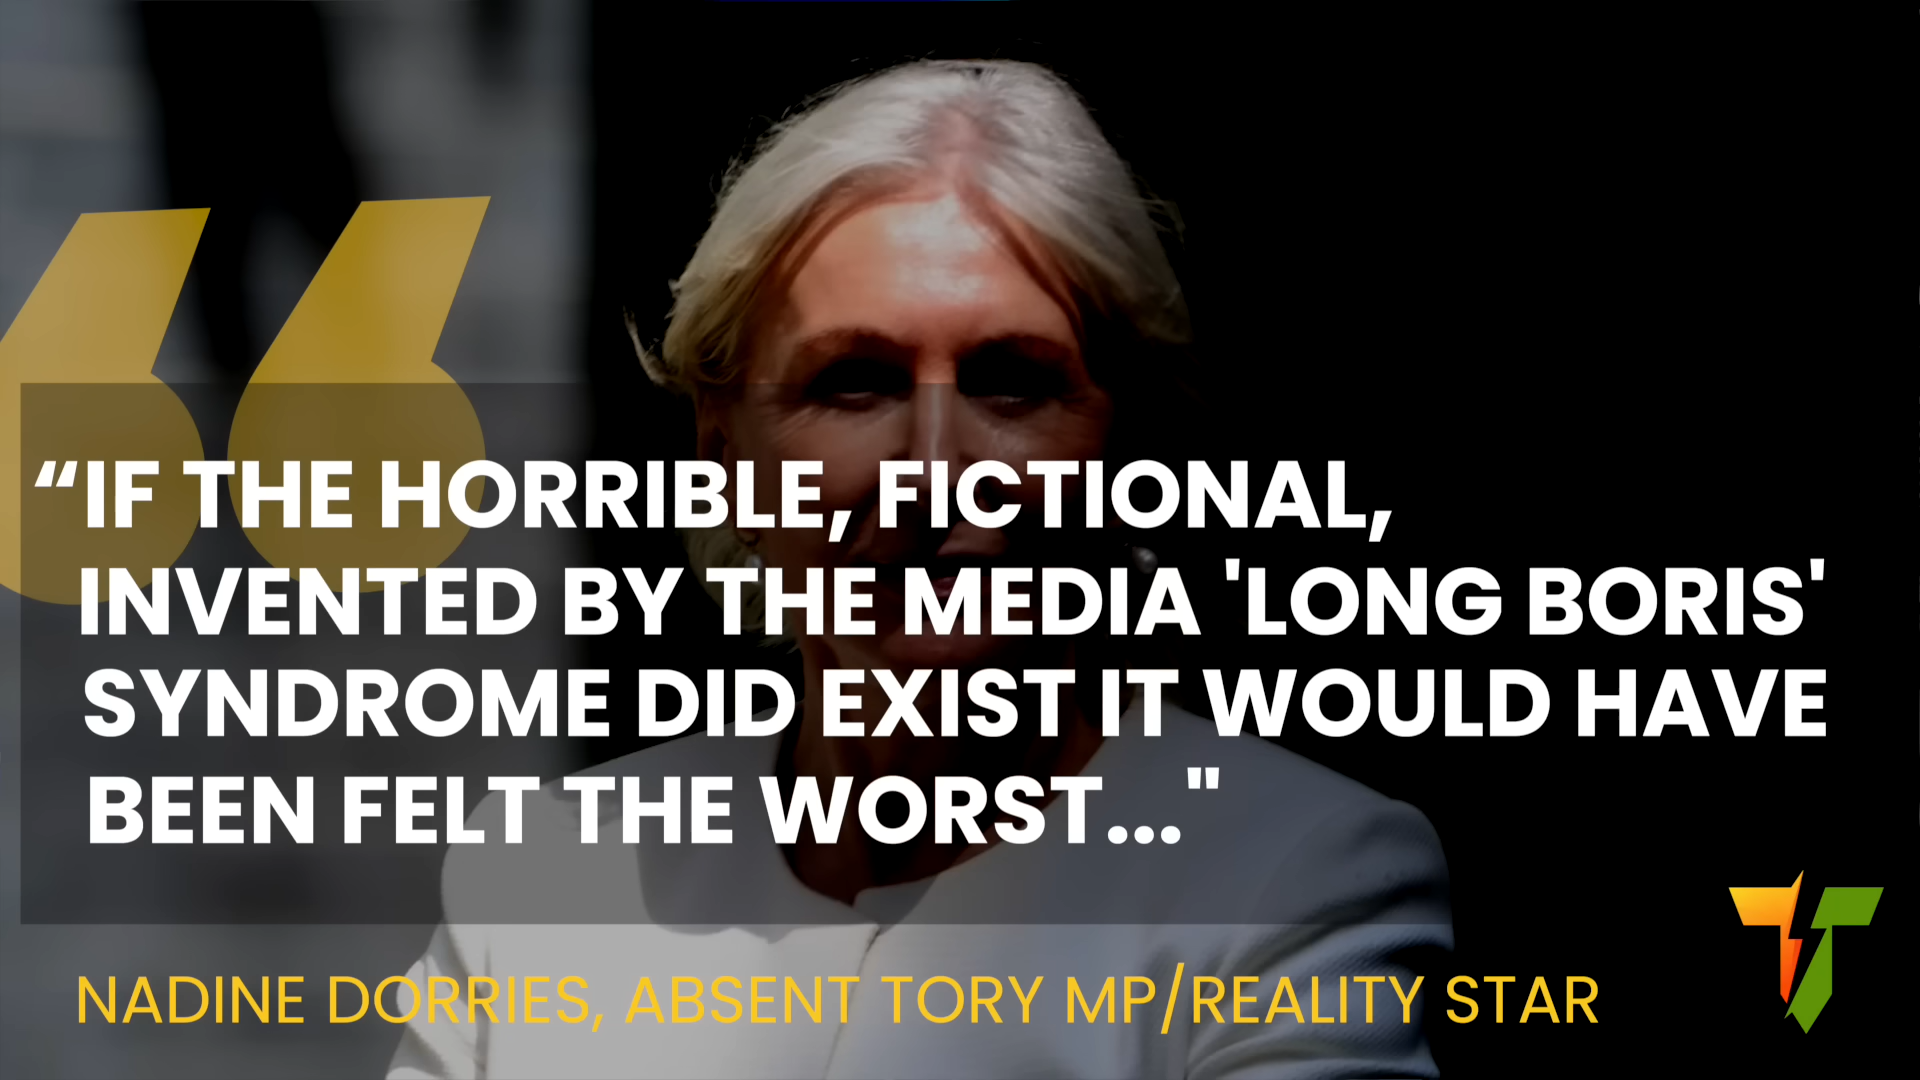 “IF THE HORRIBLE, FICTIONAL,
INVENTED BY THE MEDIA 'LONG BORIS'
SYNDROME DID EXIST IT WOULD HAVE
BEEN FELT THE WORST..."
NADINE DORRIES, ABSENT TORY MP/REALITY STAR